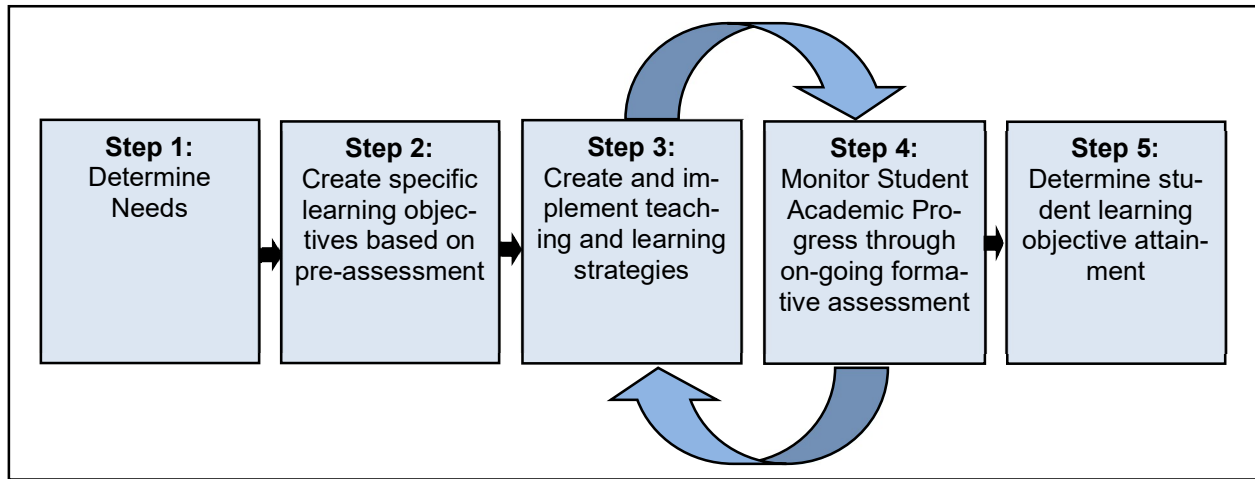 Step 1:
Determine
Needs
Step 2:
Create specific
learning objec-
tives based on
pre-assessment
Step 3:
Create and im-
plement teach-
ing and learning
strategies
Step 4:
Monitor Student
Academic Pro-
gress through
on-going forma-
tive assessment
Step 5:
Determine stu-
dent learning
objective attain-
ment